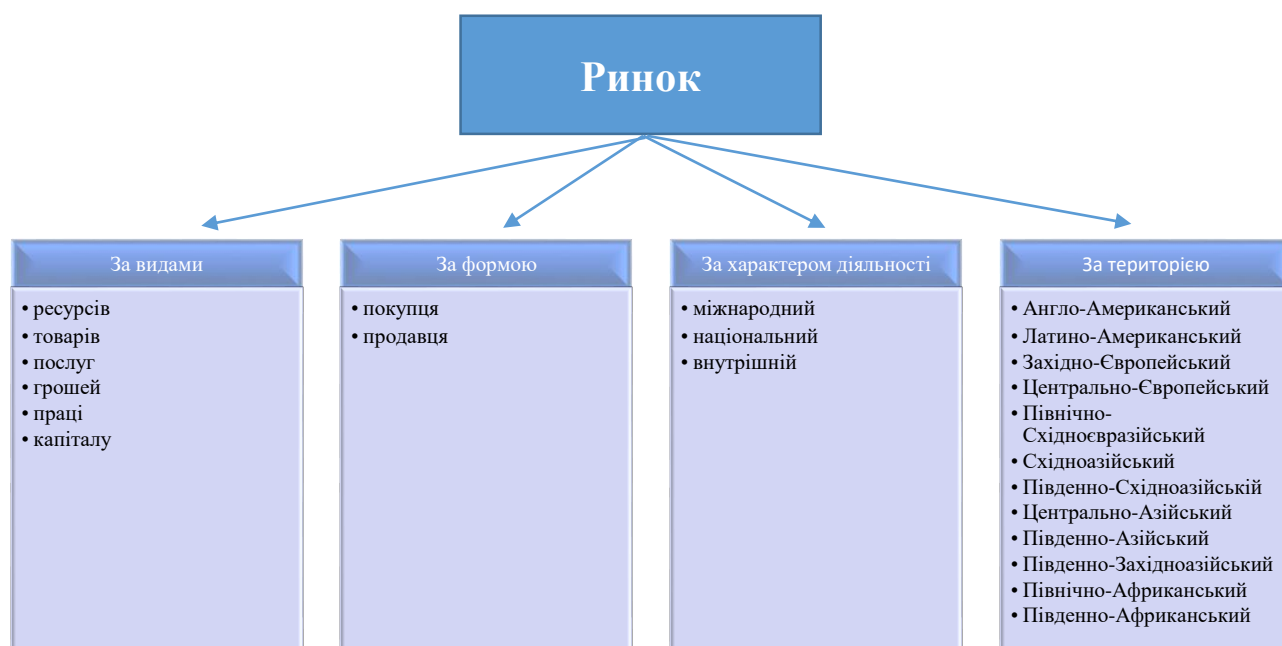 Ринок
За видами
• ресурсів
• товарів
• послуг
• грошей
• праці
• капіталу
За формою
• покупця
• продавця
За характером діяльності
• міжнародний
• національний
• внутрішній
За територією
• Англо-Американський
• Латино-Американський
• Західно-Європейський
• Центрально-Європейський
• Північно-
Східноєвразійський
• Східноазійський
• Південно-Східноазійській
• Центрально-Азійський
• Південно-Азійський
• Південно-Західноазійський
• Північно-Африканський
• Південно-Африканський